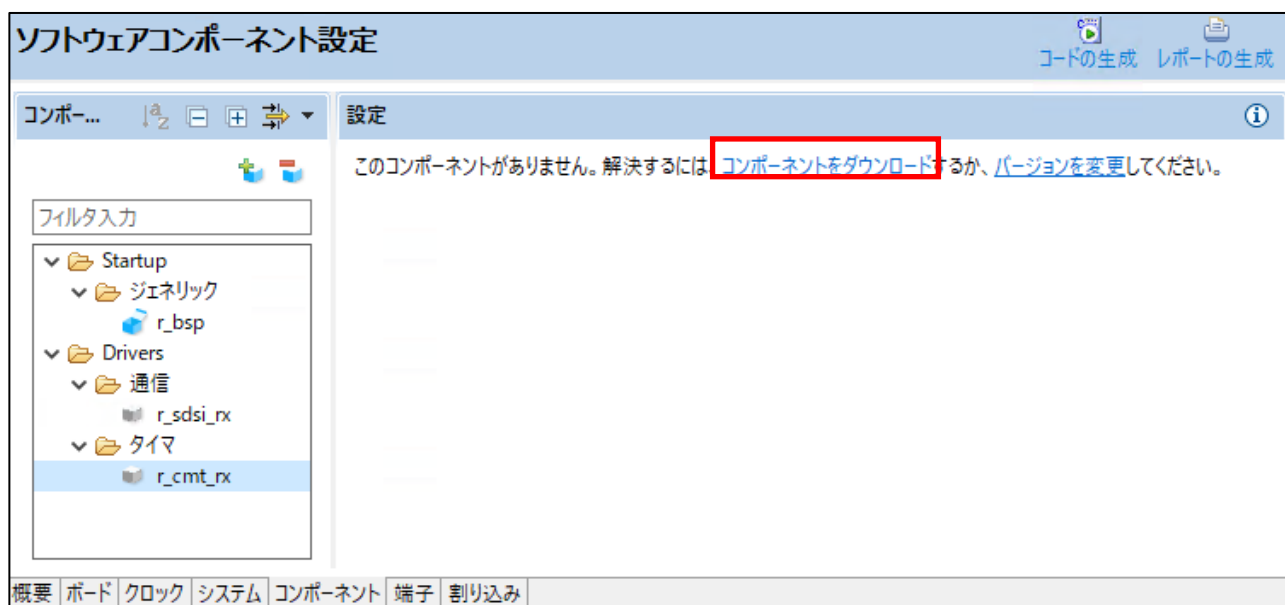 ソフトウェアコンポーネント設定
コードの生成 レポートの生成
コンポー...
設定
このコンポーネントがありません。解決するには、コンポーネントをダウンロードするか、バージョンを変更してください。
フィルタ入力
Startup
ジェネリック
r_bsp
Drivers
通信
r_sdsi_rx
タイマ
r_cmt_rx
概要 ボード クロック システム コンポーネント 端子 割り込み